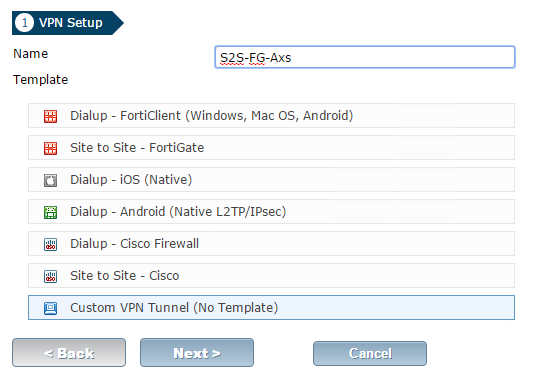 1 VPN Setup
Name S2S-FG-Axs
Template
Dialup - FortiClient (Windows, Mac OS, Android)
Site to Site - FortiGate
Dialup - iOS (Native)
Dialup - Android (Native L2TP/IPsec)
Dialup - Cisco Firewall
Site to Site - Cisco
Custom VPN Tunnel (No Template)
< Back Next > Cancel